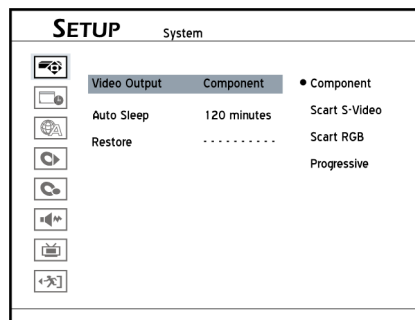 SETUP System
Video Output Component
Auto Sleep 120 minutes
Restore - - - - - - - - - -
● Component
Scart S-Video
Scart RGB
Progressive
A